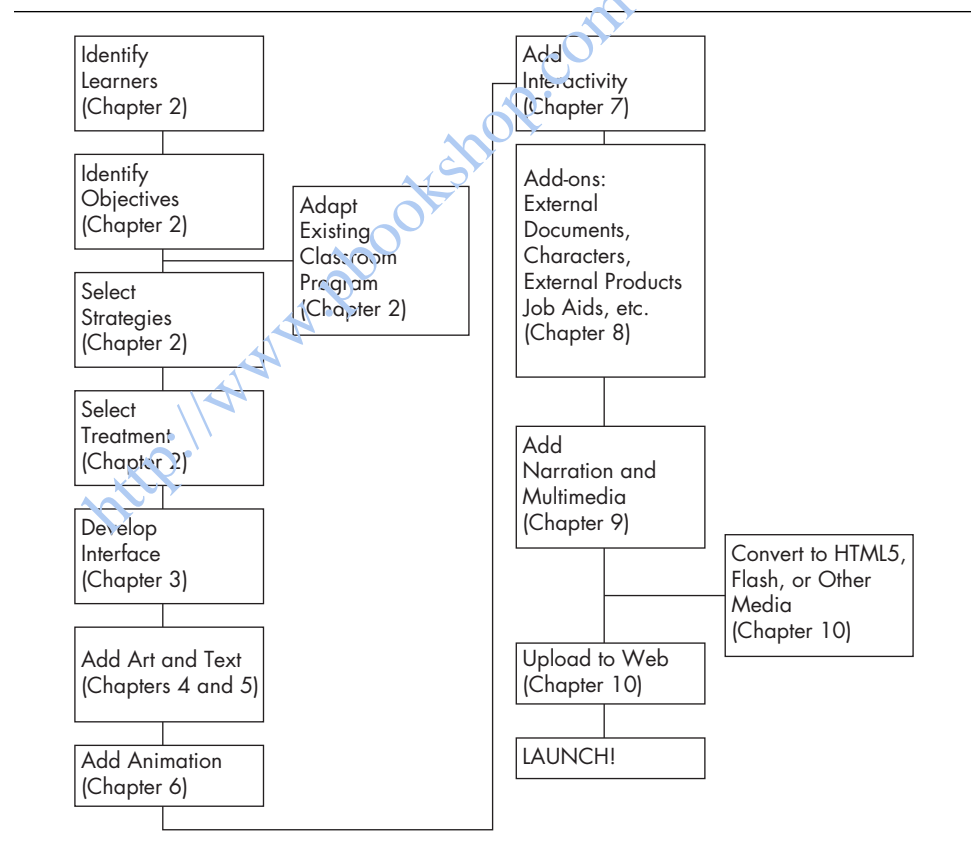 Identify
Learners
(Chapter 2)
Identify
Objectives
(Chapter 2)
Adapt
Existing
Classroom
Program
(Chapter 2)
Select
Strategies
(Chapter 2)
Select
Treatment
(Chapter 2)
Develop
Interface
(Chapter 3)
Add Art and Text
(Chapters 4 and 5)
Add Animation
(Chapter 6)
Add
Interactivity
(Chapter 7)
Add-ons:
External
Documents,
Characters,
External Products
Job Aids, etc.
(Chapter 8)
Add
Narration and
Multimedia
(Chapter 9)
Convert to HTML5,
Flash, or Other
Media
(Chapter 10)
Upload to Web
(Chapter 10)
LAUNCH!
http://www.pbookshop.com